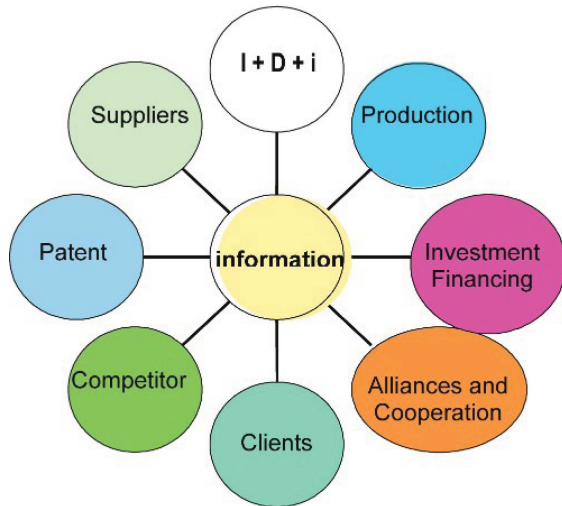 I + D + i
Suppliers
Production
Patent
information
Investment
Financing
Competitor
Alliances and
Cooperation
Clients